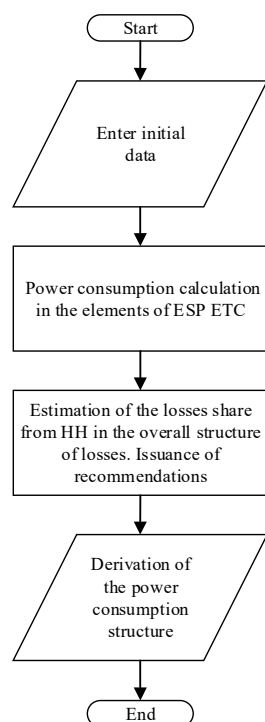 Start
Enter initial
data
Power consumption calculation
in the elements of ESP ETC
Estimation of the losses share
from HH in the overall structure
of losses. Issuance of
recommendations
Derivation of
the power
consumption
structure
End